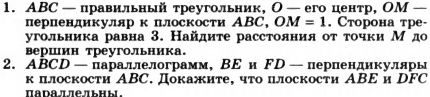 1. ABC — правильный треугольник, O — его центр, OM —
перпендикуляр к плоскости ABC, OM = 1. Сторона тре-
угольника равна 3. Найдите расстояния от точки M до
вершин треугольника.
2. ABCD — параллелограмм, BE и FD — перпендикуляры
к плоскости ABC. Докажите, что плоскости ABE и DFC
параллельны.